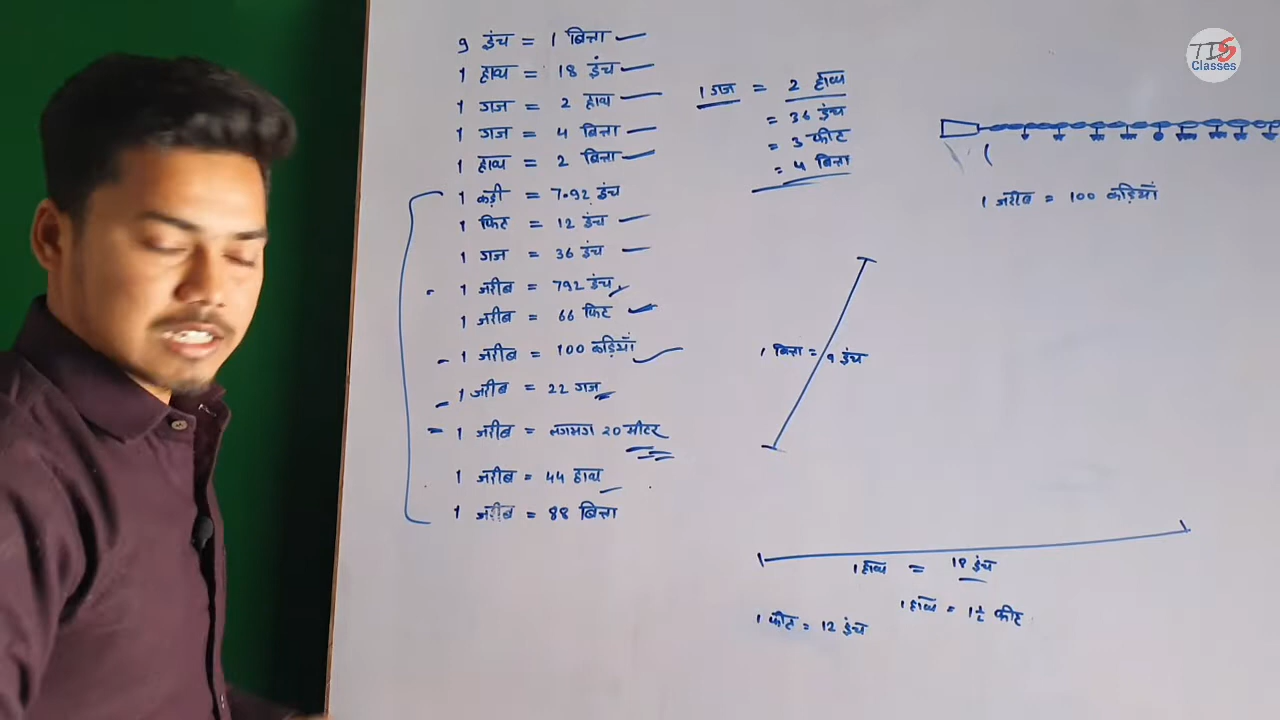 9 इंच = 1 बित्ता
1 हाथ = 18 इंच
1 गज = 2 हाथ
1 गज = 4 बित्ता
1 हाथ = 2 बित्ता
1 कड़ी = 7.92 इंच
1 फिट = 12 इंच
1 गज = 36 इंच
1 जरीब = 792 इंच
1 जरीब = 66 फिट
1 जरीब = 100 कड़ियाँ
1 जरीब = 22 गज
1 जरीब = लगभग 20 मीटर
1 जरीब = 44 हाथ
1 जरीब = 88 बित्ता
1 गज = 2 हाथ
= 36 इंच
= 3 फीट
= 4 बित्ता
TIS
Classes
1 जरीब = 100 कड़ियाँ
1 बित्ता = 9 इंच
1 हाथ = 18 इंच
1 हाथ = 1 1/2 फीट
1 फीट = 12 इंच